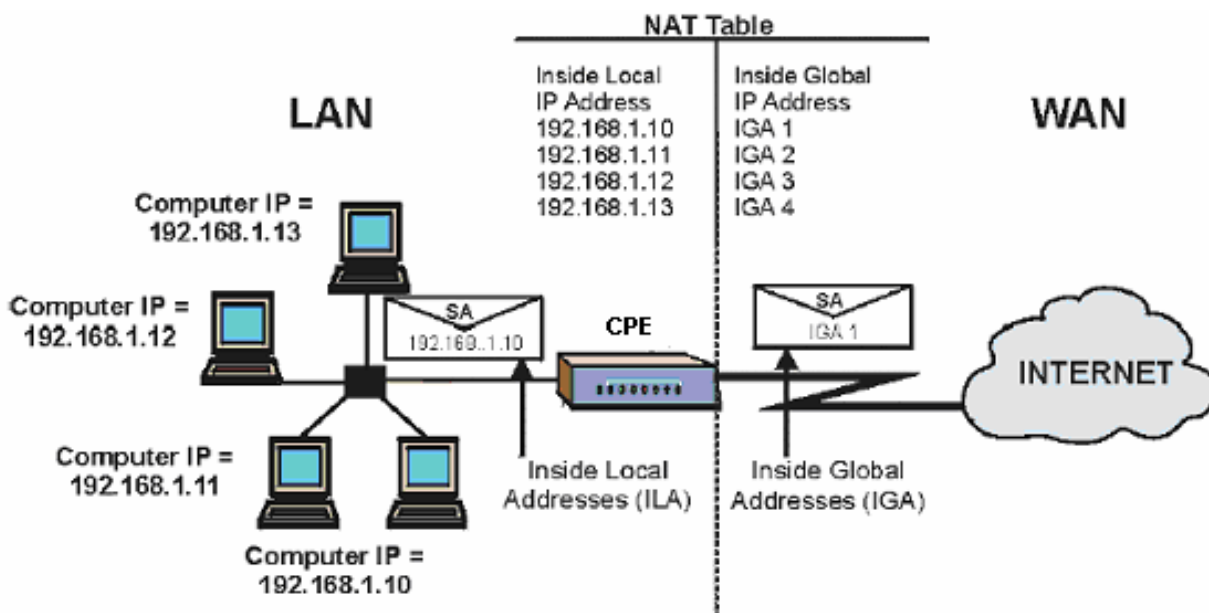 NAT Table
Inside Local
IP Address
192.168.1.10
192.168.1.11
192.168.1.12
192.168.1.13
Inside Global
IP Address
IGA 1
IGA 2
IGA 3
IGA 4
LAN
WAN
Computer IP =
192.168.1.13
Computer IP =
192.168.1.12
Computer IP =
192.168.1.11
Computer IP =
192.168.1.10
SA
192.168..1.10
CPE
SA
IGA 1
INTERNET
Inside Local
Addresses (ILA)
Inside Global
Addresses (IGA)